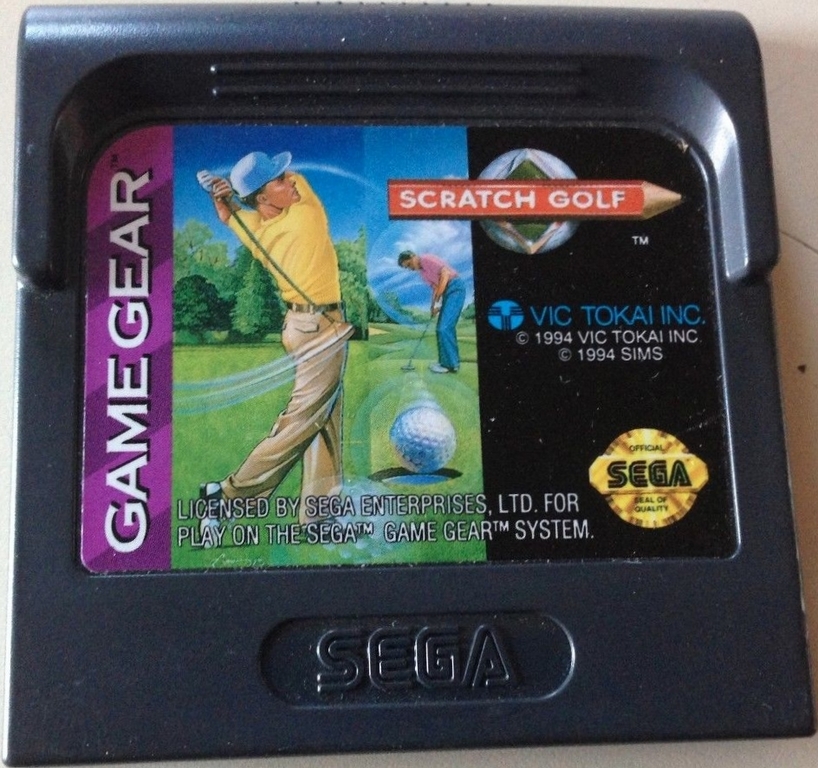 GAME GEAR™
SCRATCH GOLF
TM
VIC TOKAI INC.
© 1994 VIC TOKAI INC.
© 1994 SIMS
OFFICIAL
SEGA
SEAL OF
QUALITY
LICENSED BY SEGA ENTERPRISES, LTD. FOR
PLAY ON THE SEGA™ GAME GEAR™ SYSTEM.
SEGA